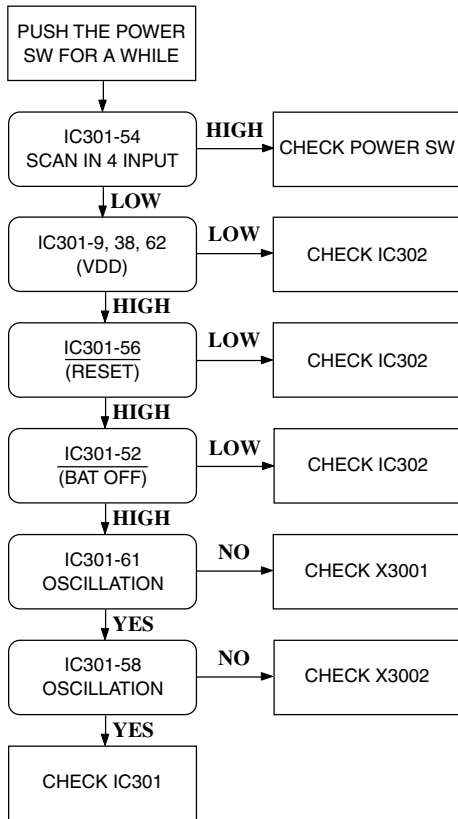 PUSH THE POWER
SW FOR A WHILE
IC301-54
SCAN IN 4 INPUT
HIGH
CHECK POWER SW
LOW
IC301-9, 38, 62
(VDD)
LOW
CHECK IC302
HIGH
IC301-56
(RESET)
LOW
CHECK IC302
HIGH
IC301-52
(BAT OFF)
LOW
CHECK IC302
HIGH
IC301-61
OSCILLATION
NO
CHECK X3001
YES
IC301-58
OSCILLATION
NO
CHECK X3002
YES
CHECK IC301